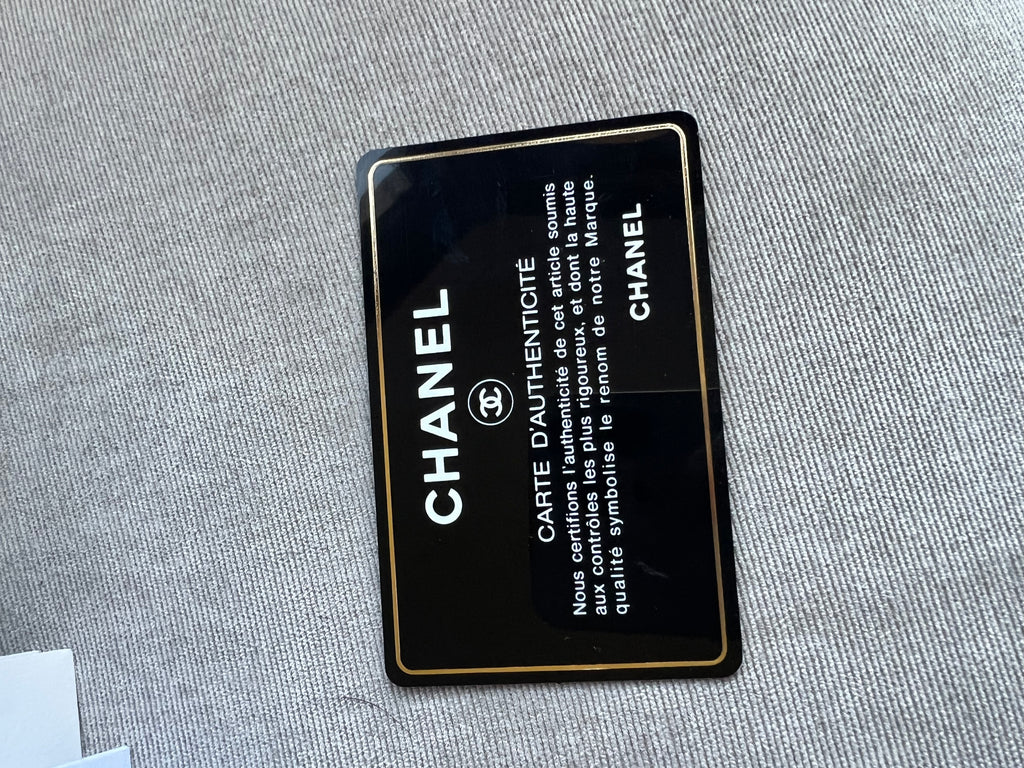 CHANEL
CARTE D'AUTHENTICITÉ
Nous certifions l'authenticité de cet article soumis
aux contrôles les plus rigoureux, et dont la haute
qualité symbolise le renom de notre Marque.
CHANEL